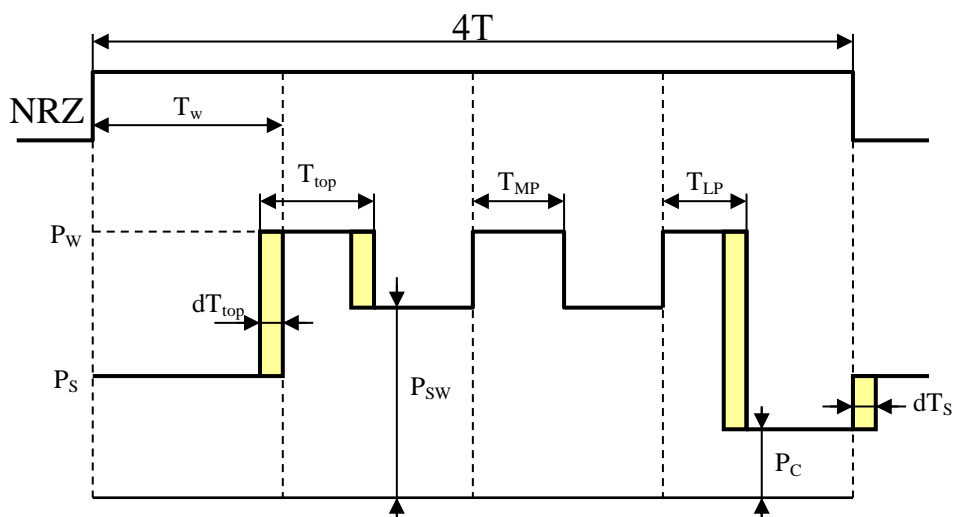 4T
NRZ
T_w
T_top
T_MP
T_LP
P_W
dT_top
P_S
P_SW
dT_S
P_C